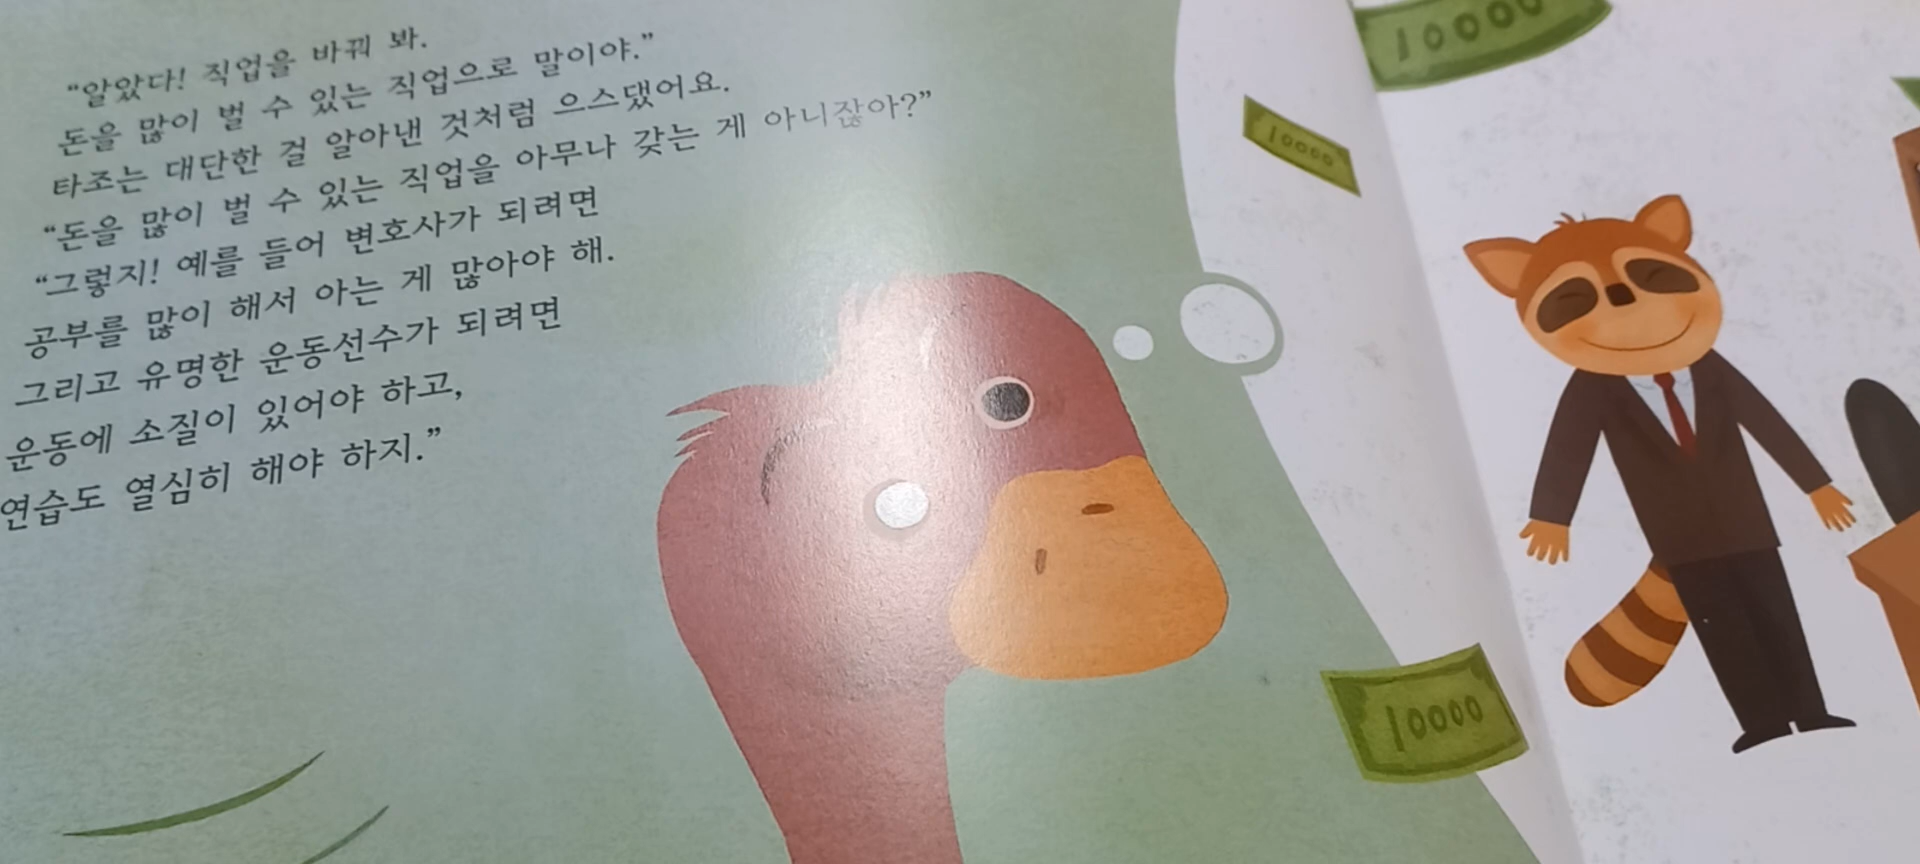 “알았다! 직업을 바꿔 봐.
돈을 많이 벌 수 있는 직업으로 말이야.”
타조는 대단한 걸 알아낸 것처럼 으스댔어요.
“돈을 많이 벌 수 있는 직업을 아무나 갖는 게 아니잖아?”
“그렇지! 예를 들어 변호사가 되려면
공부를 많이 해서 아는 게 많아야 해.
그리고 유명한 운동선수가 되려면
운동에 소질이 있어야 하고,
연습도 열심히 해야 하지.”
10000
10000
10000